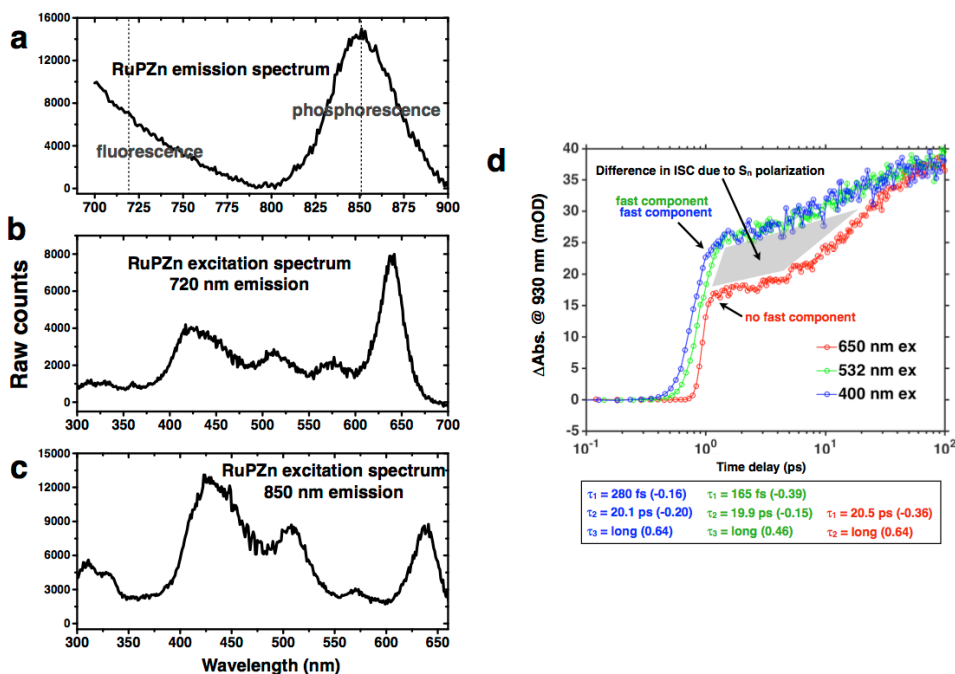 a
RuPZn emission spectrum
phosphorescence
fluorescence
16000
14000
12000
10000
8000
6000
4000
2000
0
700 725 750 775 800 825 850 875 900
b
RuPZn excitation spectrum
720 nm emission
8000
6000
4000
2000
0
300 350 400 450 500 550 600 650 700
Raw counts
c
RuPZn excitation spectrum
850 nm emission
15000
12000
9000
6000
3000
0
300 350 400 450 500 550 600 650
Wavelength (nm)
d
40
35
30
25
20
15
10
5
0
-5
ΔAbs. @ 930 nm (mOD)
Difference in ISC due to Sn polarization
fast component
fast component
no fast component
650 nm ex
532 nm ex
400 nm ex
10⁻¹ 10⁰ 10¹ 10²
Time delay (ps)
τ₁ = 280 fs (-0.16) τ₁ = 165 fs (-0.39)
τ₂ = 20.1 ps (-0.20) τ₂ = 19.9 ps (-0.15) τ₁ = 20.5 ps (-0.36)
τ₃ = long (0.64) τ₃ = long (0.46) τ₂ = long (0.64)